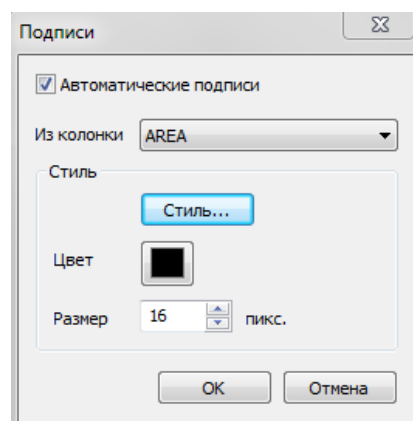 Подписи
Автоматические подписи
Из колонки AREA
Стиль
Стиль...
Цвет
Размер 16 пикс.
OK Отмена